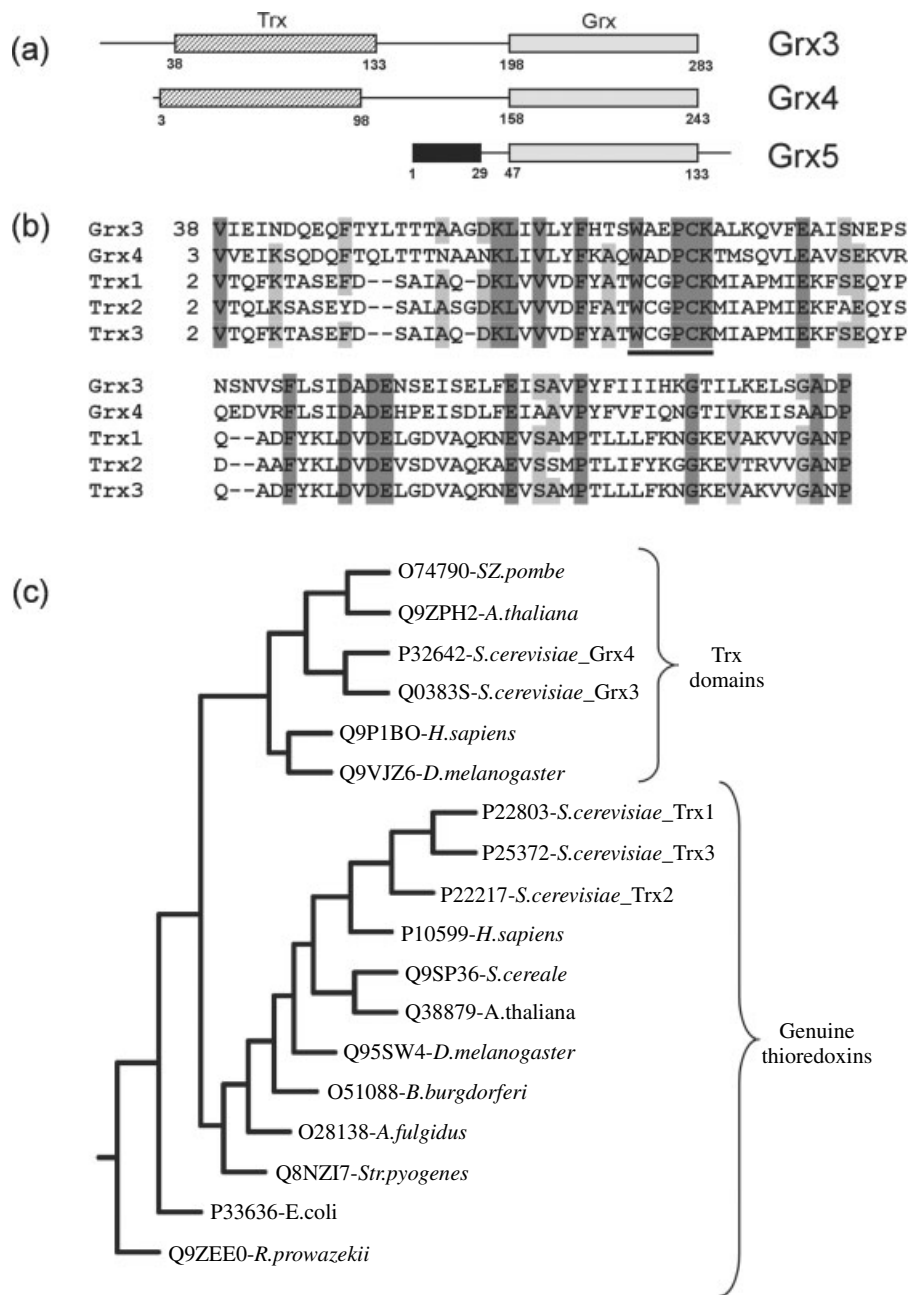 (a)
Trx Grx
Grx3
38 133 198 283
Grx4
3 98 158 243
Grx5
1 29 47 133
(b)
Grx3 38 VIEINDQEQFTYLTTTAAGDKLIVLYFHTSWAEPCKALKQVFEAISNEPS
Grx4 3 VVEIKSQDQFTQLTTTNAANKLIVLYFKAQWADPCKTMSQVLEAVSEKVR
Trx1 2 VTQFKTASEFD--SAIAQ-DKLVVVDFYATWCGPCKMIAPMIEKFSEQYP
Trx2 2 VTQLKSASEYD--SALASGDKLVVVDFFATWCGPCKMIAPMIEKFAEQYS
Trx3 2 VTQFKTASEFD--SAIAQ-DKLVVVDFYATWCGPCKMIAPMIEKFSEQYP
Grx3 NSNVSFLSIDADENSEISELFEISAVPYFIIIHKGTILKELSGADP
Grx4 QEDVRFLSIDADEHPEISDLFEIAAVPYFVFIQNGTIVKEISAADP
Trx1 Q--ADFYKLDVDELGDVAQKNEVSAMPTLLLFKNGKEVAKVVGANP
Trx2 D--AAFYKLDVDEVSDVAQKAEVSSMPTLIFYKGGKEVTRVVGANP
Trx3 Q--ADFYKLDVDELGDVAQKNEVSAMPTLLLFKNGKEVAKVVGANP
(c)
O74790-SZ.pombe
Q9ZPH2-A.thaliana
P32642-S.cerevisiae_Grx4
Q0383S-S.cerevisiae_Grx3
Q9P1BO-H.sapiens
Q9VJZ6-D.melanogaster
Trx
domains
P22803-S.cerevisiae_Trx1
P25372-S.cerevisiae_Trx3
P22217-S.cerevisiae_Trx2
P10599-H.sapiens
Q9SP36-S.cereale
Q38879-A.thaliana
Q95SW4-D.melanogaster
O51088-B.burgdorferi
O28138-A.fulgidus
Q8NZI7-Str.pyogenes
P33636-E.coli
Q9ZEE0-R.prowazekii
Genuine
thioredoxins